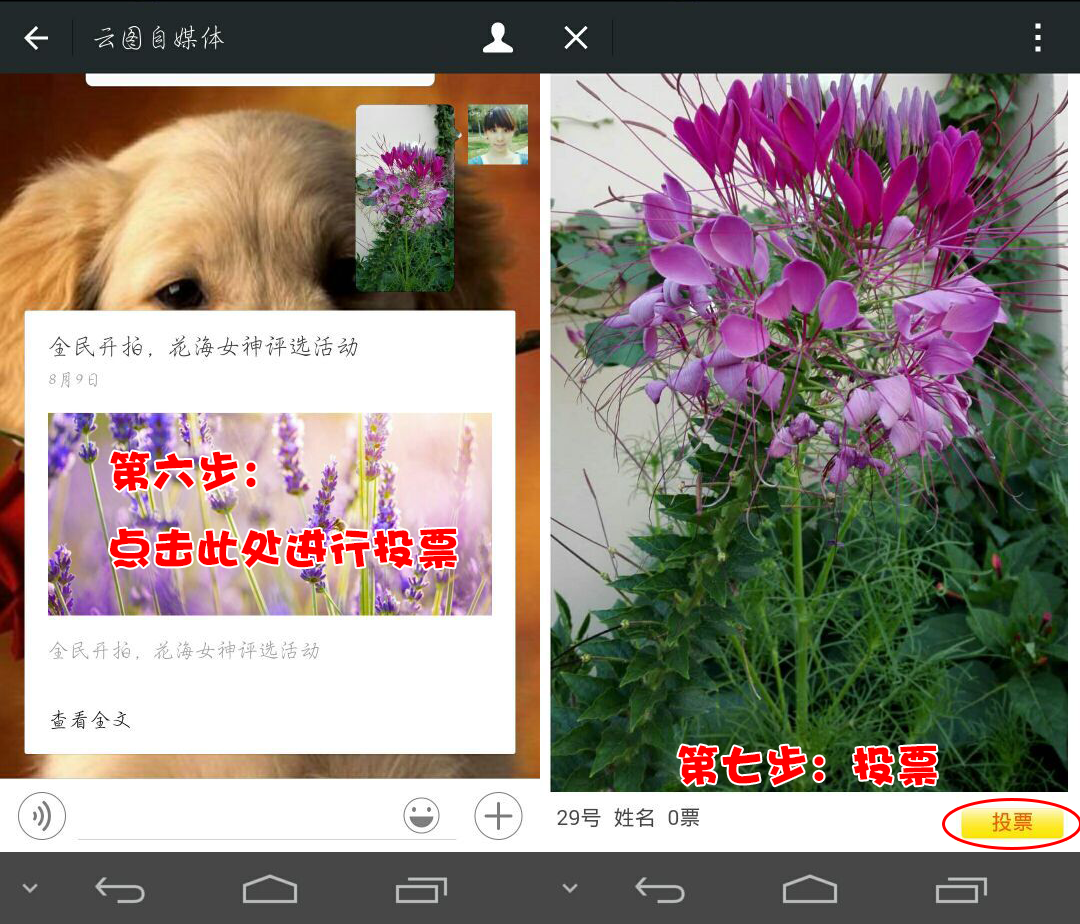 云图自媒体
全民开拍，花海女神评选活动
8月9日
第六步：
点击此处进行投票
全民开拍，花海女神评选活动
查看全文
第七步：投票
29号 姓名 0票
投票